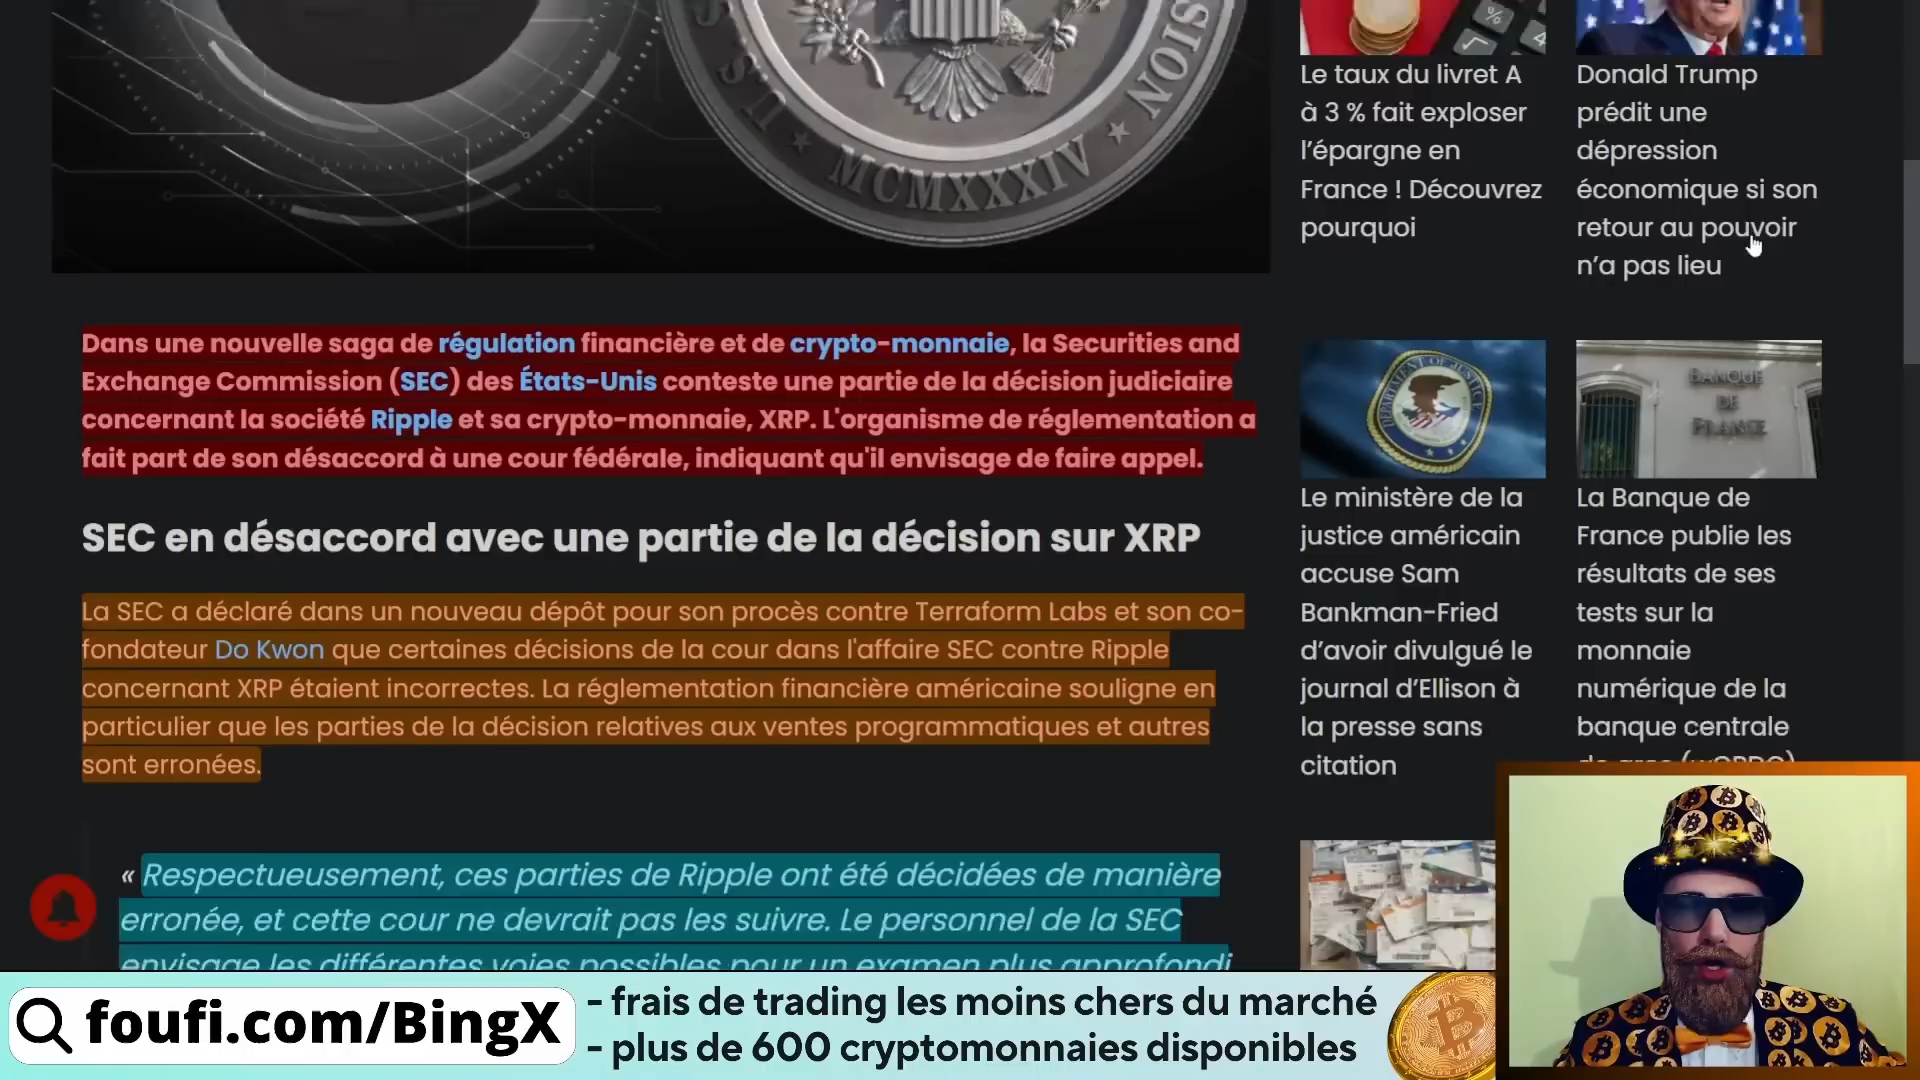 MCMXXXIV
U.S.
SION
%
4
Le taux du livret A
à 3 % fait exploser
l’épargne en
France ! Découvrez
pourquoi
Donald Trump
prédit une
dépression
économique si son
retour au pouvoir
n’a pas lieu
Dans une nouvelle saga de régulation financière et de crypto-monnaie, la Securities and
Exchange Commission (SEC) des États-Unis conteste une partie de la décision judiciaire
concernant la société Ripple et sa crypto-monnaie, XRP. L'organisme de réglementation a
fait part de son désaccord à une cour fédérale, indiquant qu'il envisage de faire appel.
SEC en désaccord avec une partie de la décision sur XRP
La SEC a déclaré dans un nouveau dépôt pour son procès contre Terraform Labs et son co-
fondateur Do Kwon que certaines décisions de la cour dans l'affaire SEC contre Ripple
concernant XRP étaient incorrectes. La réglementation financière américaine souligne en
particulier que les parties de la décision relatives aux ventes programmatiques et autres
sont erronées.
« Respectueusement, ces parties de Ripple ont été décidées de manière
erronée, et cette cour ne devrait pas les suivre. Le personnel de la SEC
envisage les différentes voies possibles pour un examen plus approfondi
BANQUE
DE
FRANCE
Le ministère de la
justice américain
accuse Sam
Bankman-Fried
d’avoir divulgué le
journal d’Ellison à
la presse sans
citation
La Banque de
France publie les
résultats de ses
tests sur la
monnaie
numérique de la
banque centrale
foufi.com/BingX
- frais de trading les moins chers du marché
- plus de 600 cryptomonnaies disponibles